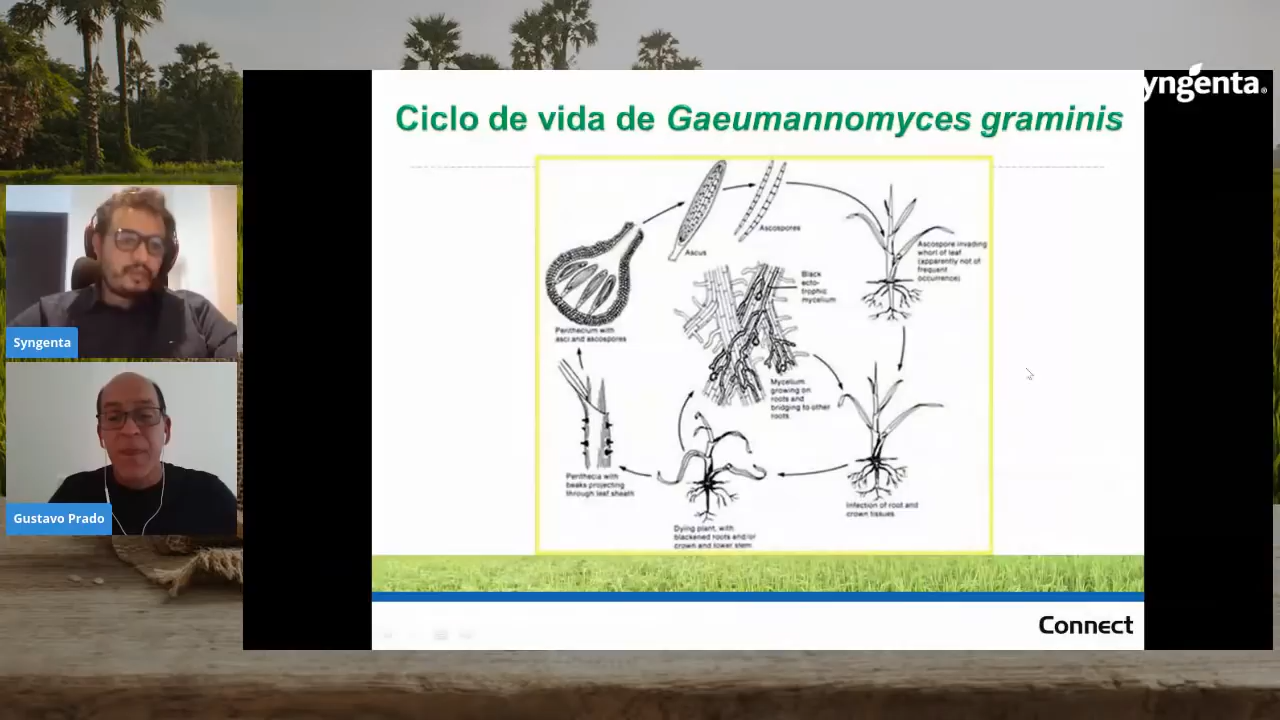 syngenta.
Ciclo de vida de Gaeumannomyces graminis
Ascus
Ascospores
Ascospore invading
whorl of leaf
(apparently not of
frequent
occurrence)
Black
ecto-
trophic
mycelium
Perithecium with
asci and ascospores
Mycelium
growing on
roots and
bridging to other
roots
Perithecia with
beaks projecting
through leaf sheath
Infection of root and
crown tissues
Dying plant, with
blackened roots and/or
crown and lower stem
Syngenta
Gustavo Prado
Connect